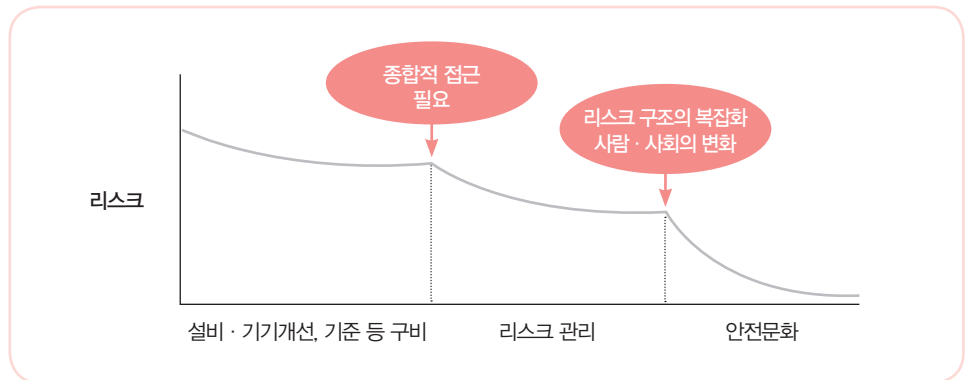 종합적 접근
필요
리스크 구조의 복잡화
사람 · 사회의 변화
리스크
설비 · 기기개선, 기준 등 구비
리스크 관리
안전문화